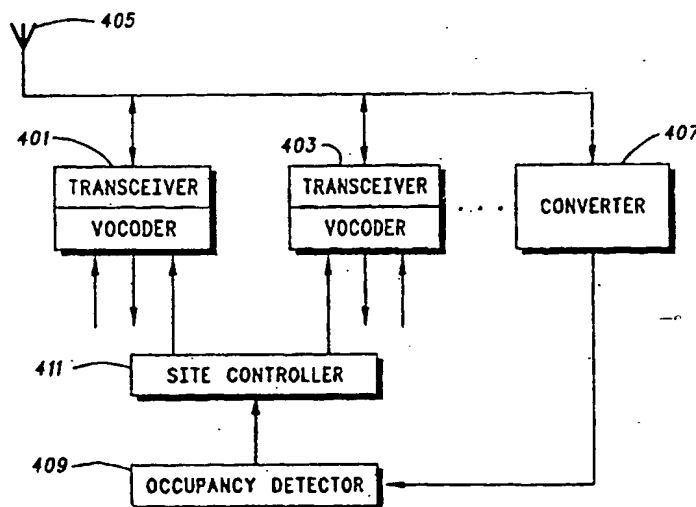 405
401
403
407
TRANSCEIVER
VOCODER
TRANSCEIVER
VOCODER
CONVERTER
411
SITE CONTROLLER
409
OCCUPANCY DETECTOR